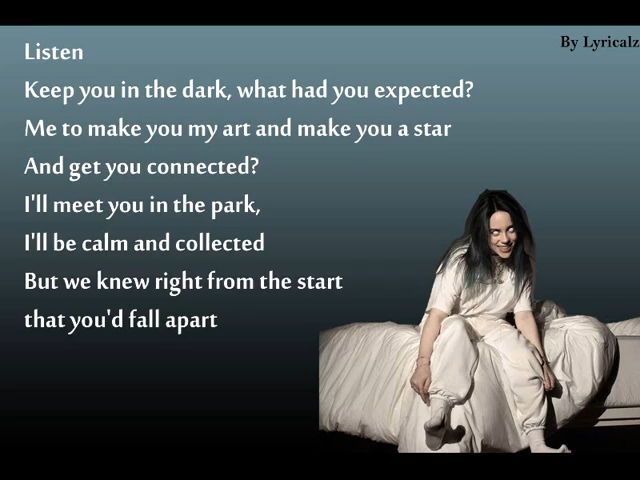 By Lyricalz
Listen
Keep you in the dark, what had you expected?
Me to make you my art and make you a star
And get you connected?
I'll meet you in the park,
I'll be calm and collected
But we knew right from the start
that you'd fall apart